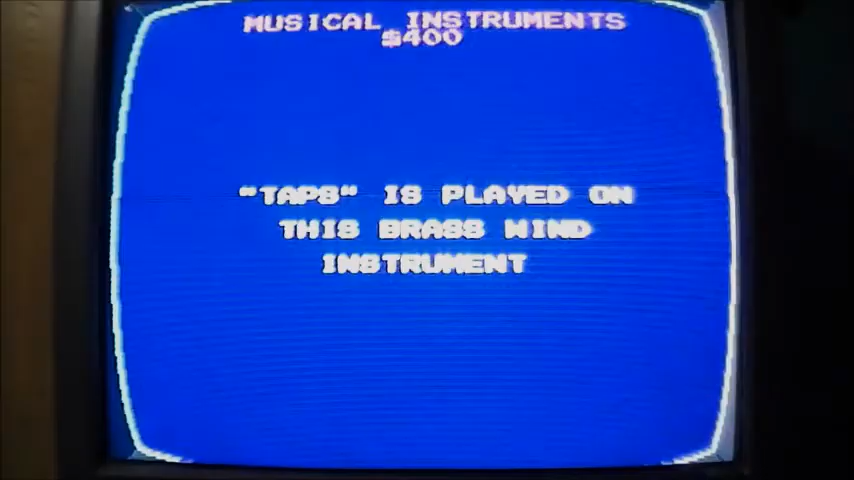 MUSICAL INSTRUMENTS
$400
"TAPS" IS PLAYED ON
THIS BRASS WIND
INSTRUMENT